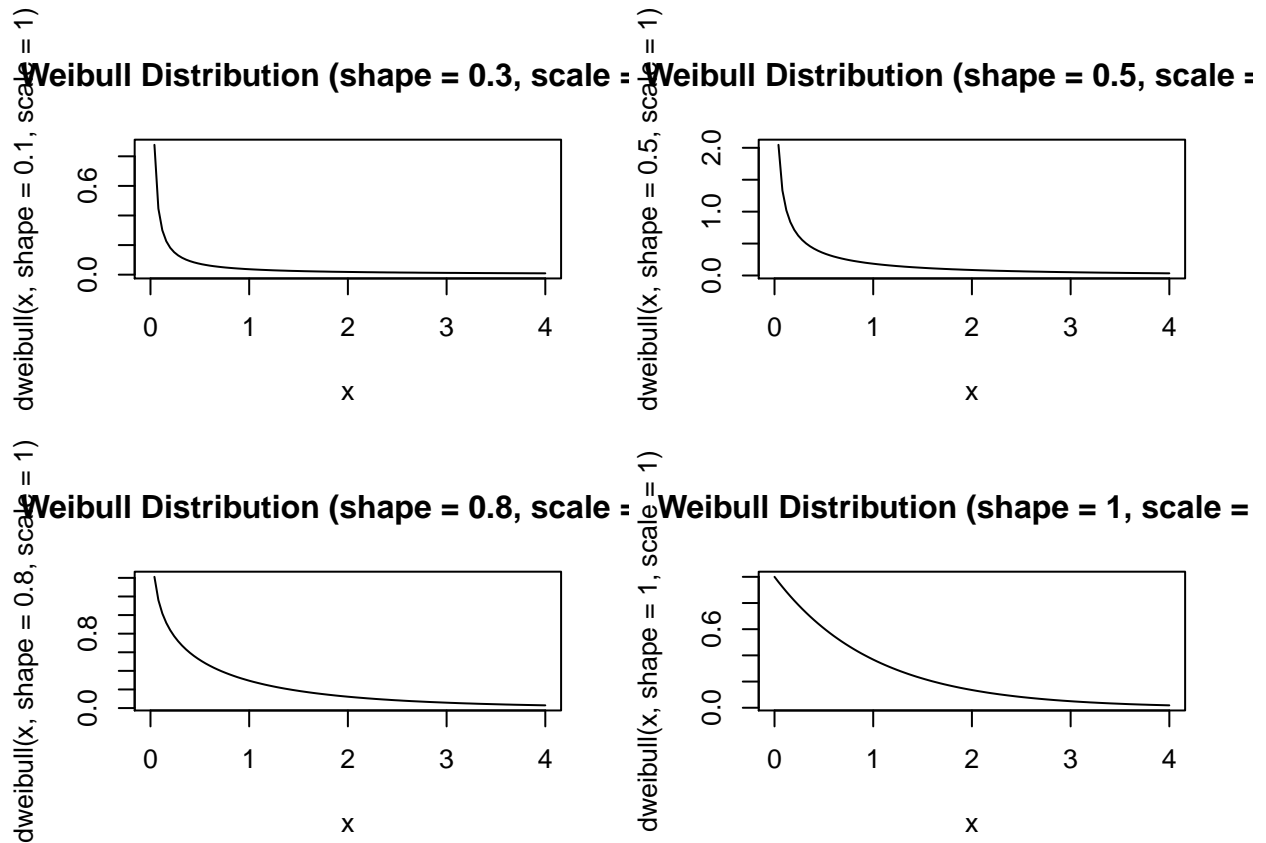 Weibull Distribution (shape = 0.3, scale =
dweibull(x, shape = 0.1, scale = 1)
0.0 0.6
0 1 2 3 4
x
Weibull Distribution (shape = 0.5, scale =
dweibull(x, shape = 0.5, scale = 1)
0.0 1.0 2.0
0 1 2 3 4
x
Weibull Distribution (shape = 0.8, scale =
dweibull(x, shape = 0.8, scale = 1)
0.0 0.8
0 1 2 3 4
x
Weibull Distribution (shape = 1, scale =
dweibull(x, shape = 1, scale = 1)
0.0 0.6
0 1 2 3 4
x